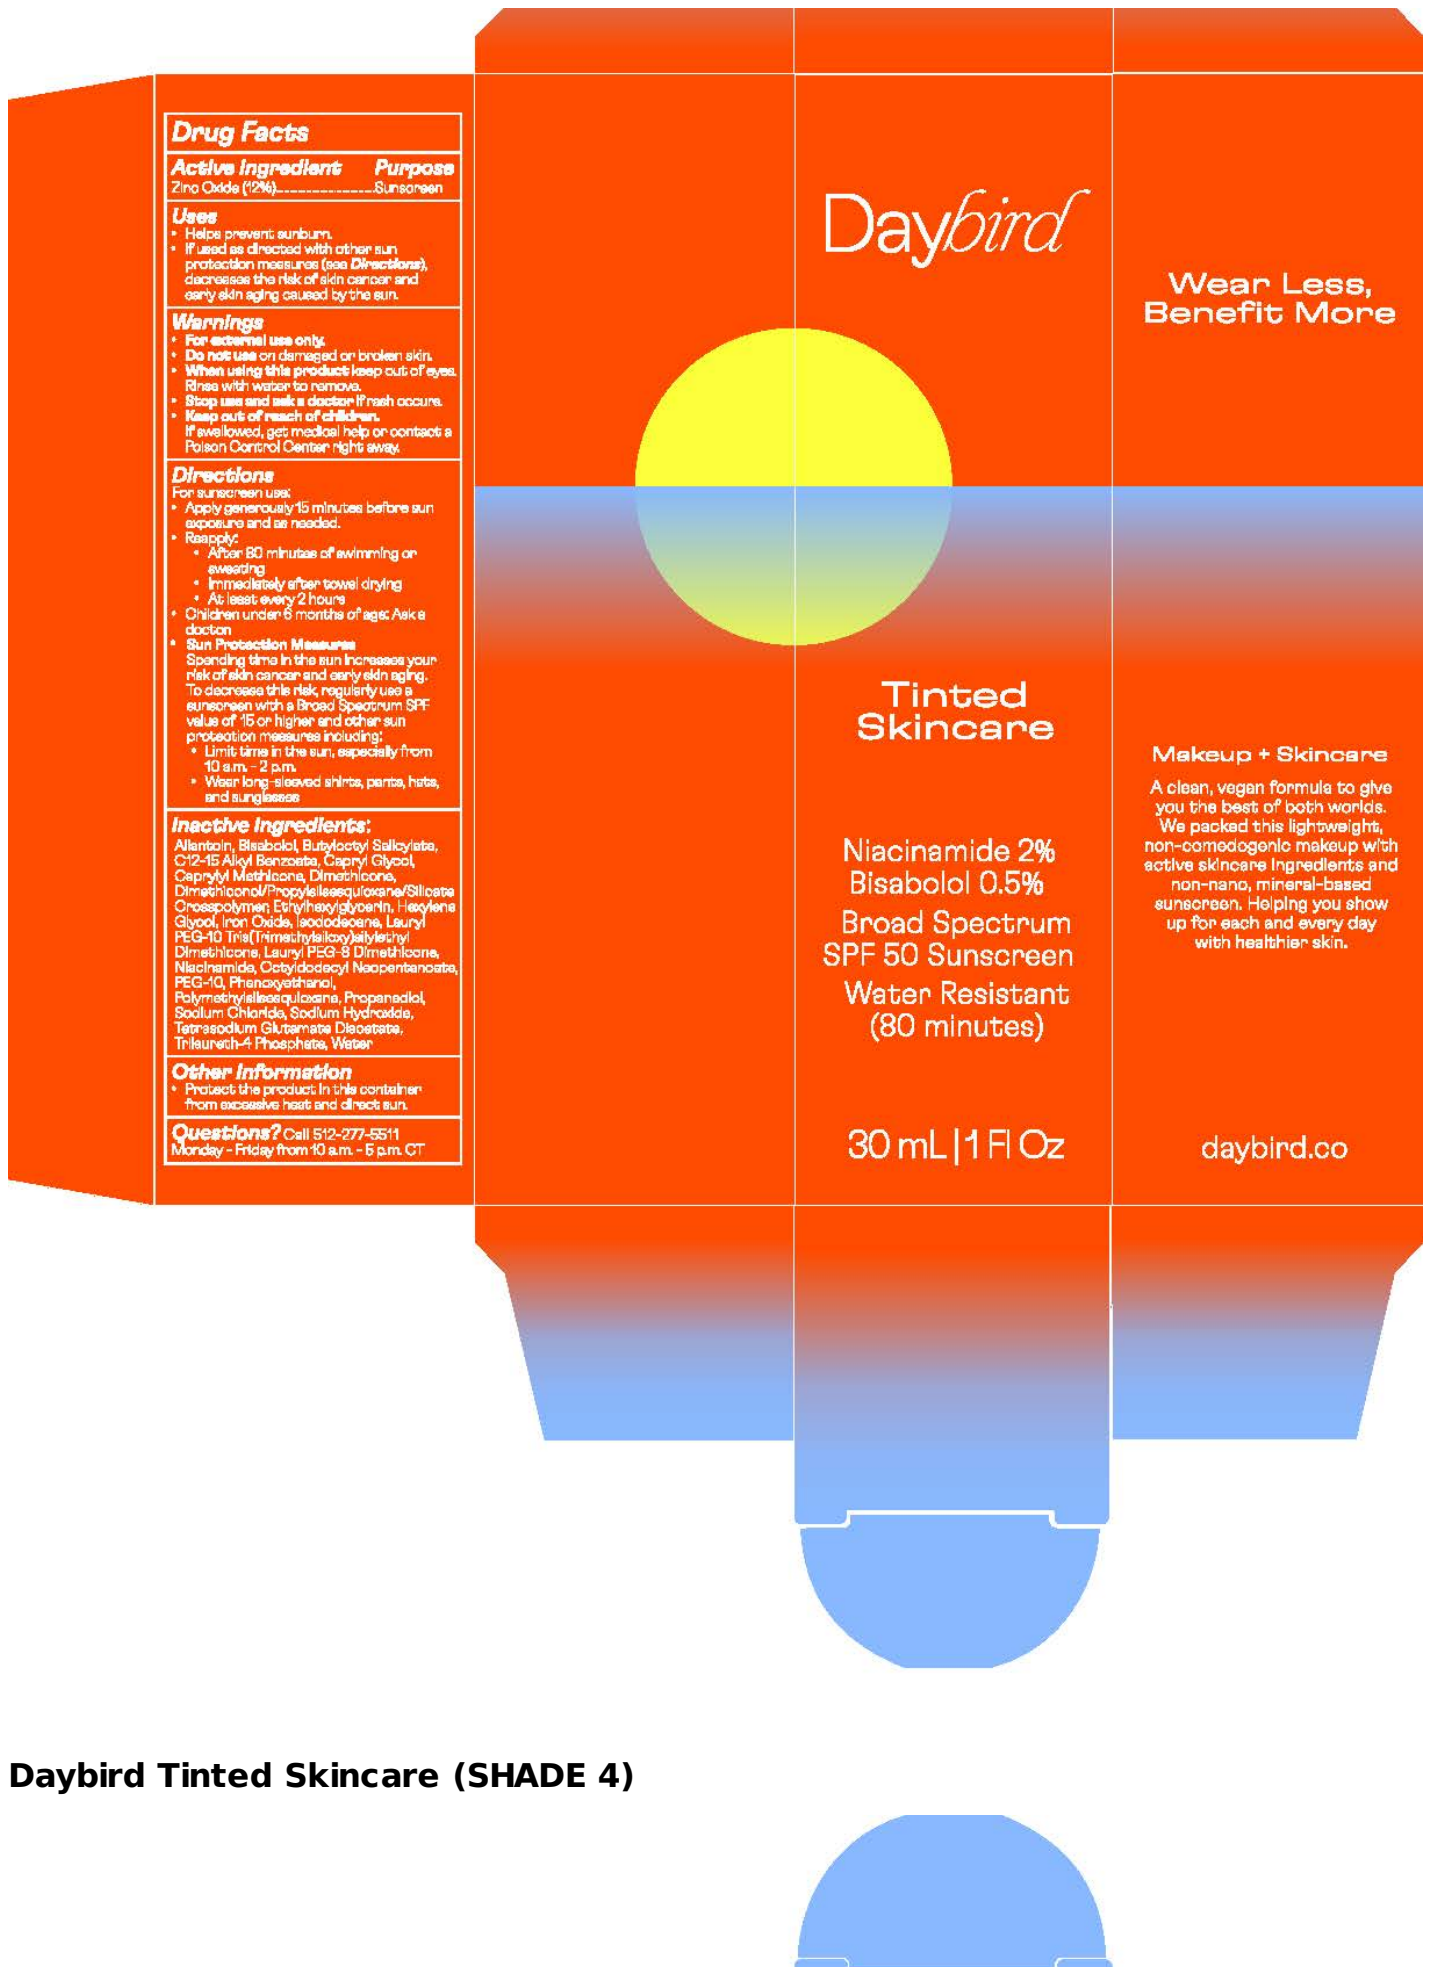 Drug Facts
Active Ingredient Purpose
Zinc Oxide (12%)....................Sunscreen
Uses
• Helps prevent sunburn.
• If used as directed with other sun
protection measures (see Directions),
decreases the risk of skin cancer and
early skin aging caused by the sun.
Warnings
• For external use only.
• Do not use on damaged or broken skin.
• When using this product keep out of eyes.
Rinse with water to remove.
• Stop use and ask a doctor if rash occurs.
• Keep out of reach of children.
If swallowed, get medical help or contact a
Poison Control Center right away.
Directions
For sunscreen use:
• Apply generously 15 minutes before sun
exposure and as needed.
• Reapply:
• After 80 minutes of swimming or
sweating
• Immediately after towel drying
• At least every 2 hours
• Children under 6 months of age: Ask a
doctor.
• Sun Protection Measures
Spending time in the sun increases your
risk of skin cancer and early skin aging.
To decrease this risk, regularly use a
sunscreen with a Broad Spectrum SPF
value of 15 or higher and other sun
protection measures including:
• Limit time in the sun, especially from
10 a.m. - 2 p.m.
• Wear long-sleeved shirts, pants, hats,
and sunglasses
Inactive Ingredients:
Allantoin, Bisabolol, Butyloctyl Salicylate,
C12-15 Alkyl Benzoate, Capryl Glycol,
Caprylyl Methicone, Dimethicone,
Dimethiconol/Propylsilsesquioxane/Silicate
Crosspolymer, Ethylhexylglycerin, Hexylene
Glycol, Iron Oxide, Isododecane, Lauryl
PEG-10 Tris(Trimethylsiloxy)silylethyl
Dimethicone, Lauryl PEG-8 Dimethicone,
Niacinamide, Octyldodecyl Neopentanoate,
PEG-10, Phenoxyethanol,
Polymethylsilsesquioxane, Propanediol,
Sodium Chloride, Sodium Hydroxide,
Tetrasodium Glutamate Diacetate,
Trilaureth-4 Phosphate, Water
Other Information
• Protect the product in this container
from excessive heat and direct sun.
Questions? Call 512-277-5511
Monday - Friday from 10 a.m. - 5 p.m. CT
Daybird
Tinted
Skincare
Niacinamide 2%
Bisabolol 0.5%
Broad Spectrum
SPF 50 Sunscreen
Water Resistant
(80 minutes)
30 mL|1 Fl Oz
Wear Less,
Benefit More
Makeup + Skincare
A clean, vegan formula to give
you the best of both worlds.
We packed this lightweight,
non-comedogenic makeup with
active skincare ingredients and
non-nano, mineral-based
sunscreen. Helping you show
up for each and every day
with healthier skin.
daybird.co
Daybird Tinted Skincare (SHADE 4)